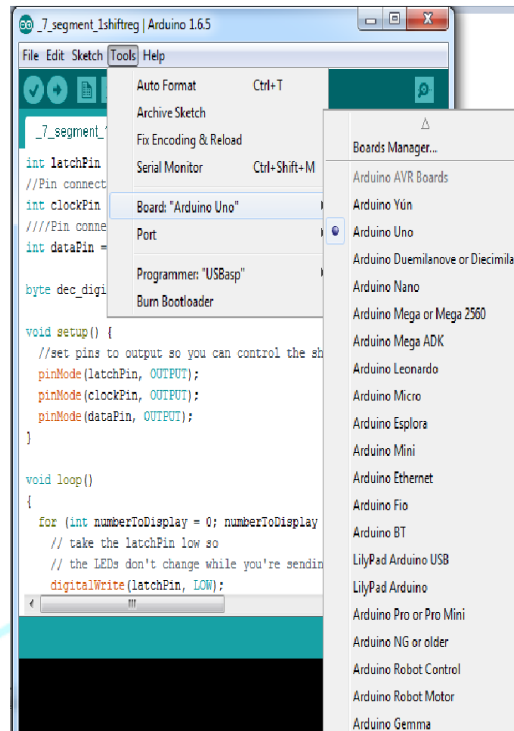 _7_segment_1shiftreg | Arduino 1.6.5
File Edit Sketch Tools Help
Auto Format Ctrl+T
Archive Sketch
Fix Encoding & Reload
Serial Monitor Ctrl+Shift+M
Board: "Arduino Uno"
Port
Programmer: "USBasp"
Burn Bootloader
Boards Manager...
Arduino AVR Boards
Arduino Yún
Arduino Uno
Arduino Duemilanove or Diecimila
Arduino Nano
Arduino Mega or Mega 2560
Arduino Mega ADK
Arduino Leonardo
Arduino Micro
Arduino Esplora
Arduino Mini
Arduino Ethernet
Arduino Fio
Arduino BT
LilyPad Arduino USB
LilyPad Arduino
Arduino Pro or Pro Mini
Arduino NG or older
Arduino Robot Control
Arduino Robot Motor
Arduino Gemma
_7_segment_
int latchPin
//Pin connect
int clockPin
////Pin conne
int dataPin =
byte dec_digi
void setup() {
//set pins to output so you can control the sh
pinMode(latchPin, OUTPUT);
pinMode(clockPin, OUTPUT);
pinMode(dataPin, OUTPUT);
}
void loop()
{
for (int numberToDisplay = 0; numberToDisplay
// take the latchPin low so
// the LEDs don't change while you're sendin
digitalWrite(latchPin, LOW);